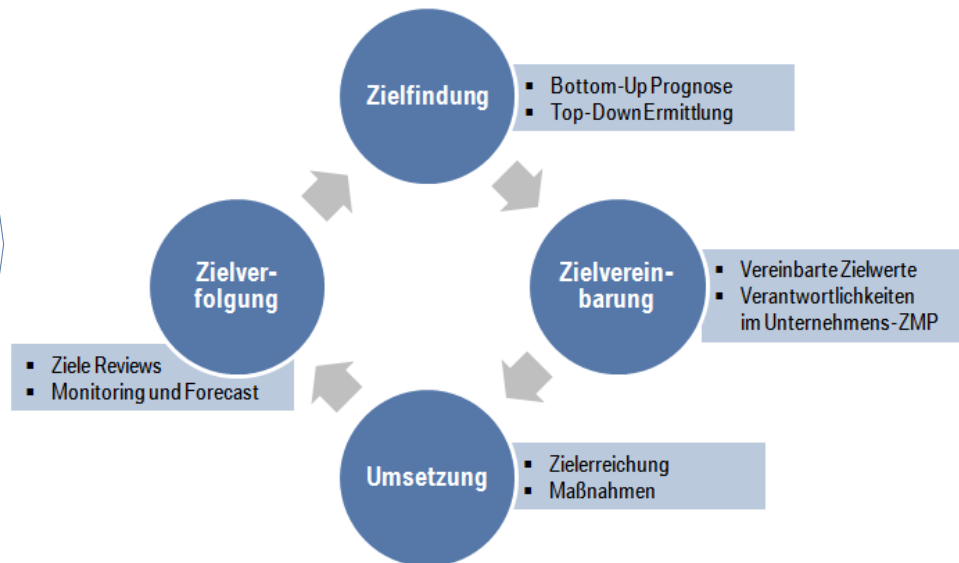 Zielfindung
▪ Bottom-Up Prognose
▪ Top-Down Ermittlung
Zielverein-
barung
▪ Vereinbarte Zielwerte
▪ Verantwortlichkeiten
im Unternehmens-ZMP
Umsetzung
▪ Zielerreichung
▪ Maßnahmen
Zielver-
folgung
▪ Ziele Reviews
▪ Monitoring und Forecast